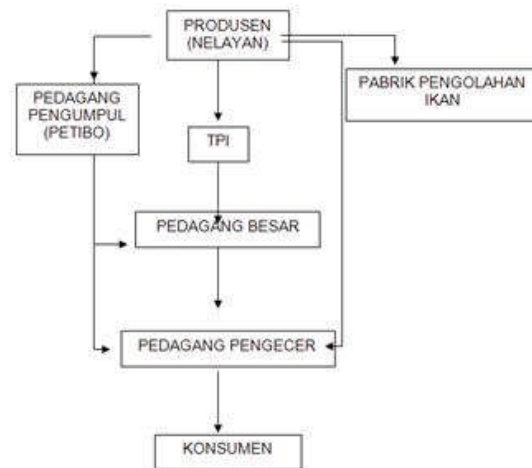 PRODUSEN
(NELAYAN)
PABRIK PENGOLAHAN
IKAN
PEDAGANG
PENGUMPUL
(PETIBO)
TPI
PEDAGANG BESAR
PEDAGANG PENGECER
KONSUMEN